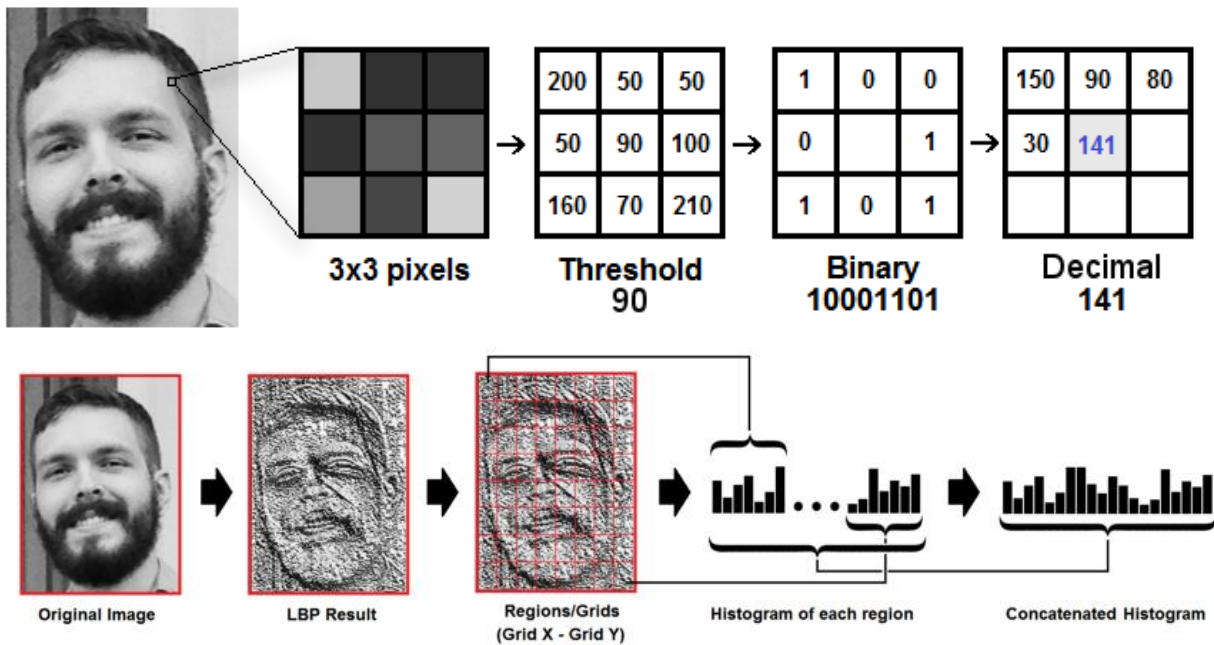 200 50 50
50 90 100
160 70 210
1 0 0
0 1
1 0 1
150 90 80
30 141
3x3 pixels
Threshold
90
Binary
10001101
Decimal
141
Original Image
LBP Result
Regions/Grids
(Grid X - Grid Y)
Histogram of each region
Concatenated Histogram